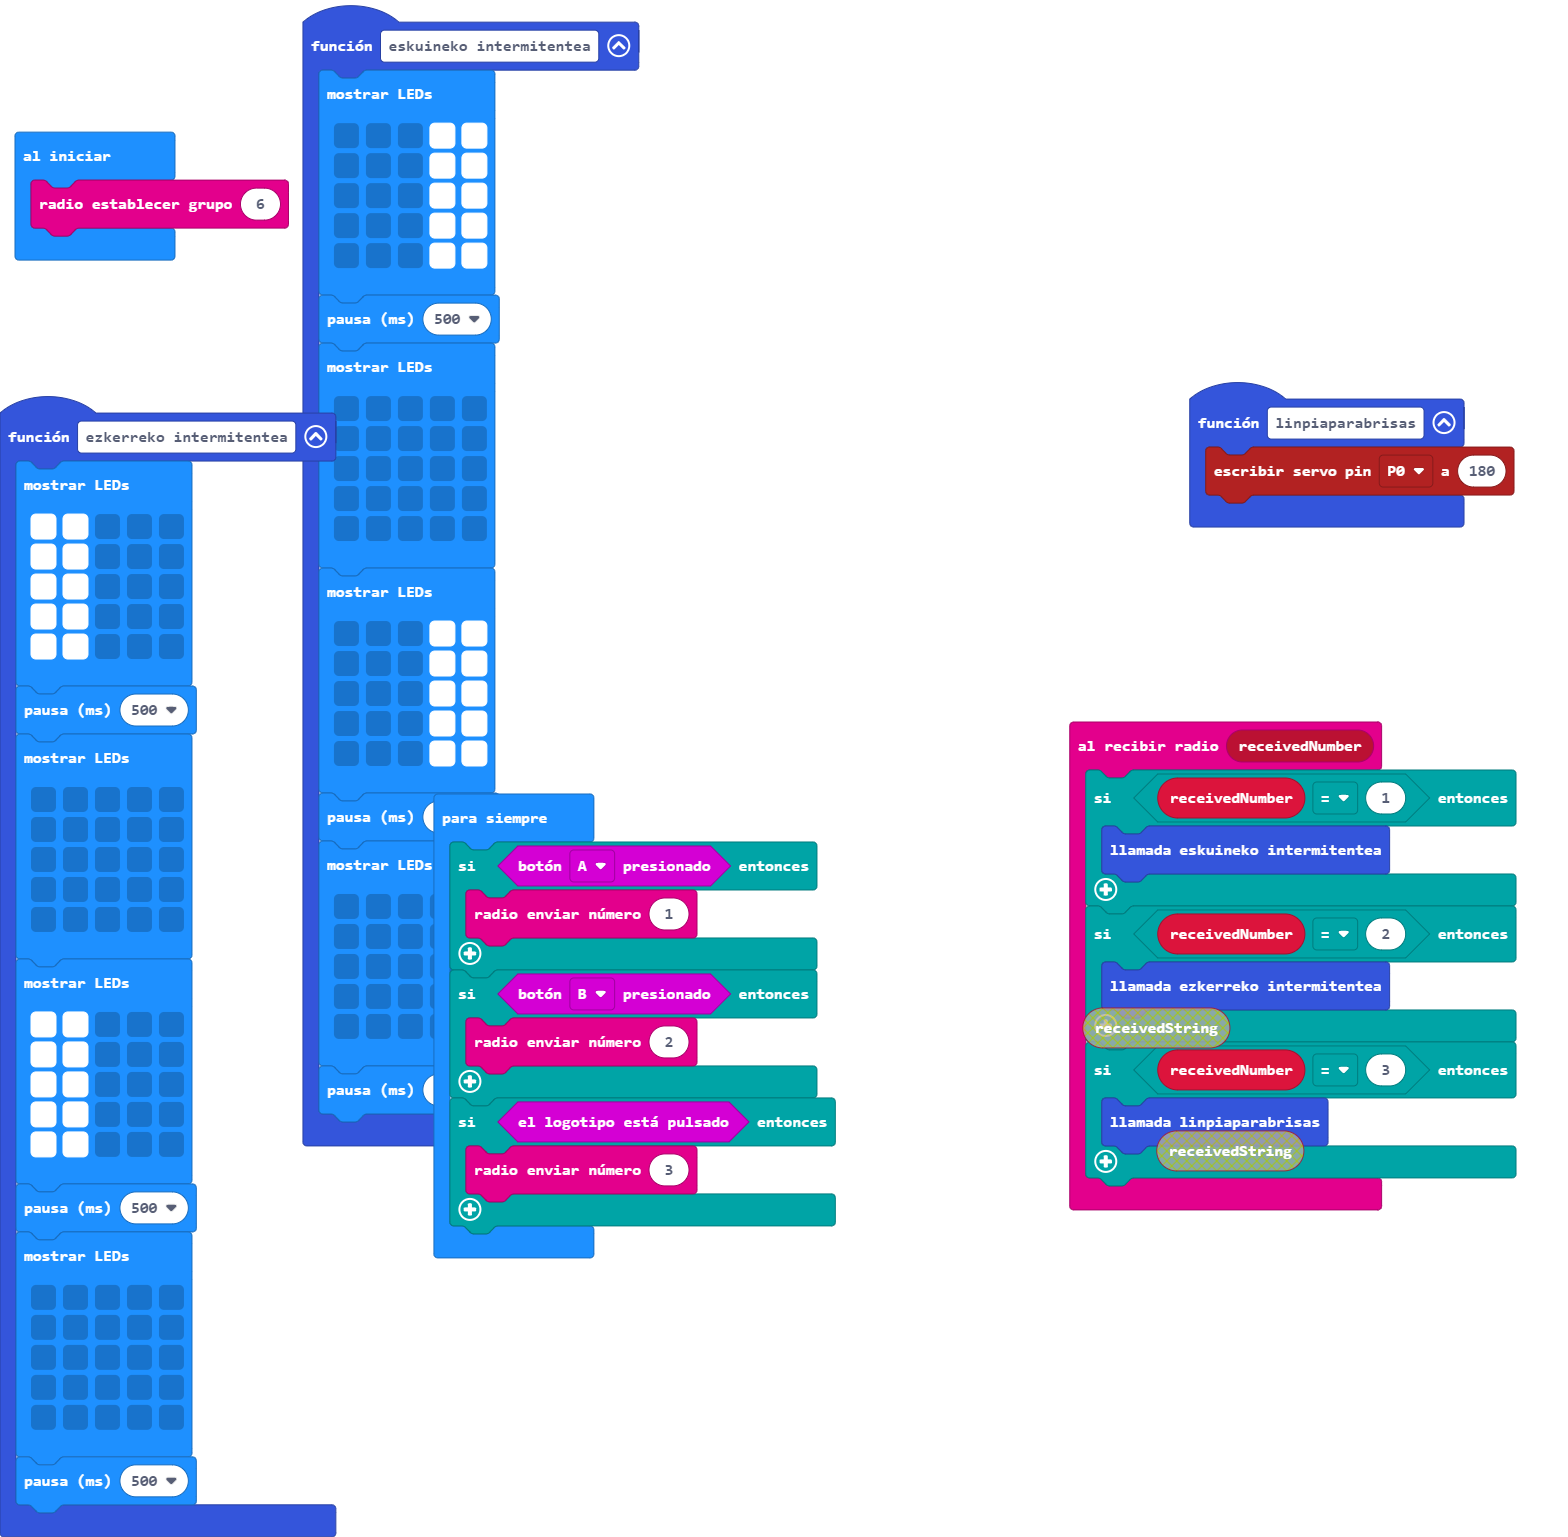 al iniciar
radio establecer grupo 6
función eskuineko intermitentea
mostrar LEDs
pausa (ms) 500
mostrar LEDs
mostrar LEDs
pausa (ms)
mostrar LEDs
pausa (ms)
función ezkerreko intermitentea
mostrar LEDs
pausa (ms) 500
mostrar LEDs
mostrar LEDs
pausa (ms) 500
mostrar LEDs
pausa (ms) 500
para siempre
si botón A presionado entonces
radio enviar número 1
si botón B presionado entonces
radio enviar número 2
si el logotipo está pulsado entonces
radio enviar número 3
función linpiaparabrisas
escribir servo pin P0 a 180
al recibir radio receivedNumber
si receivedNumber = 1 entonces
llamada eskuineko intermitentea
si receivedNumber = 2 entonces
llamada ezkerreko intermitentea
receivedString
si receivedNumber = 3 entonces
llamada linpiaparabrisas
receivedString